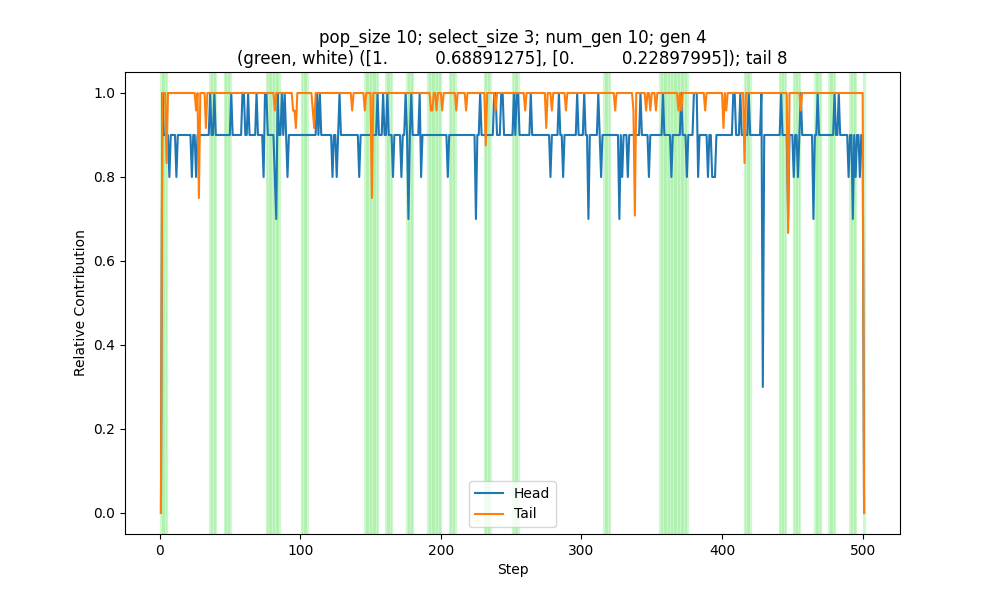 pop_size 10; select_size 3; num_gen 10; gen 4
(green, white) ([1. 0.68891275], [0. 0.22897995]); tail 8
1.0
0.8
0.6
0.4
0.2
0.0
Relative Contribution
Head
Tail
0 100 200 300 400 500
Step